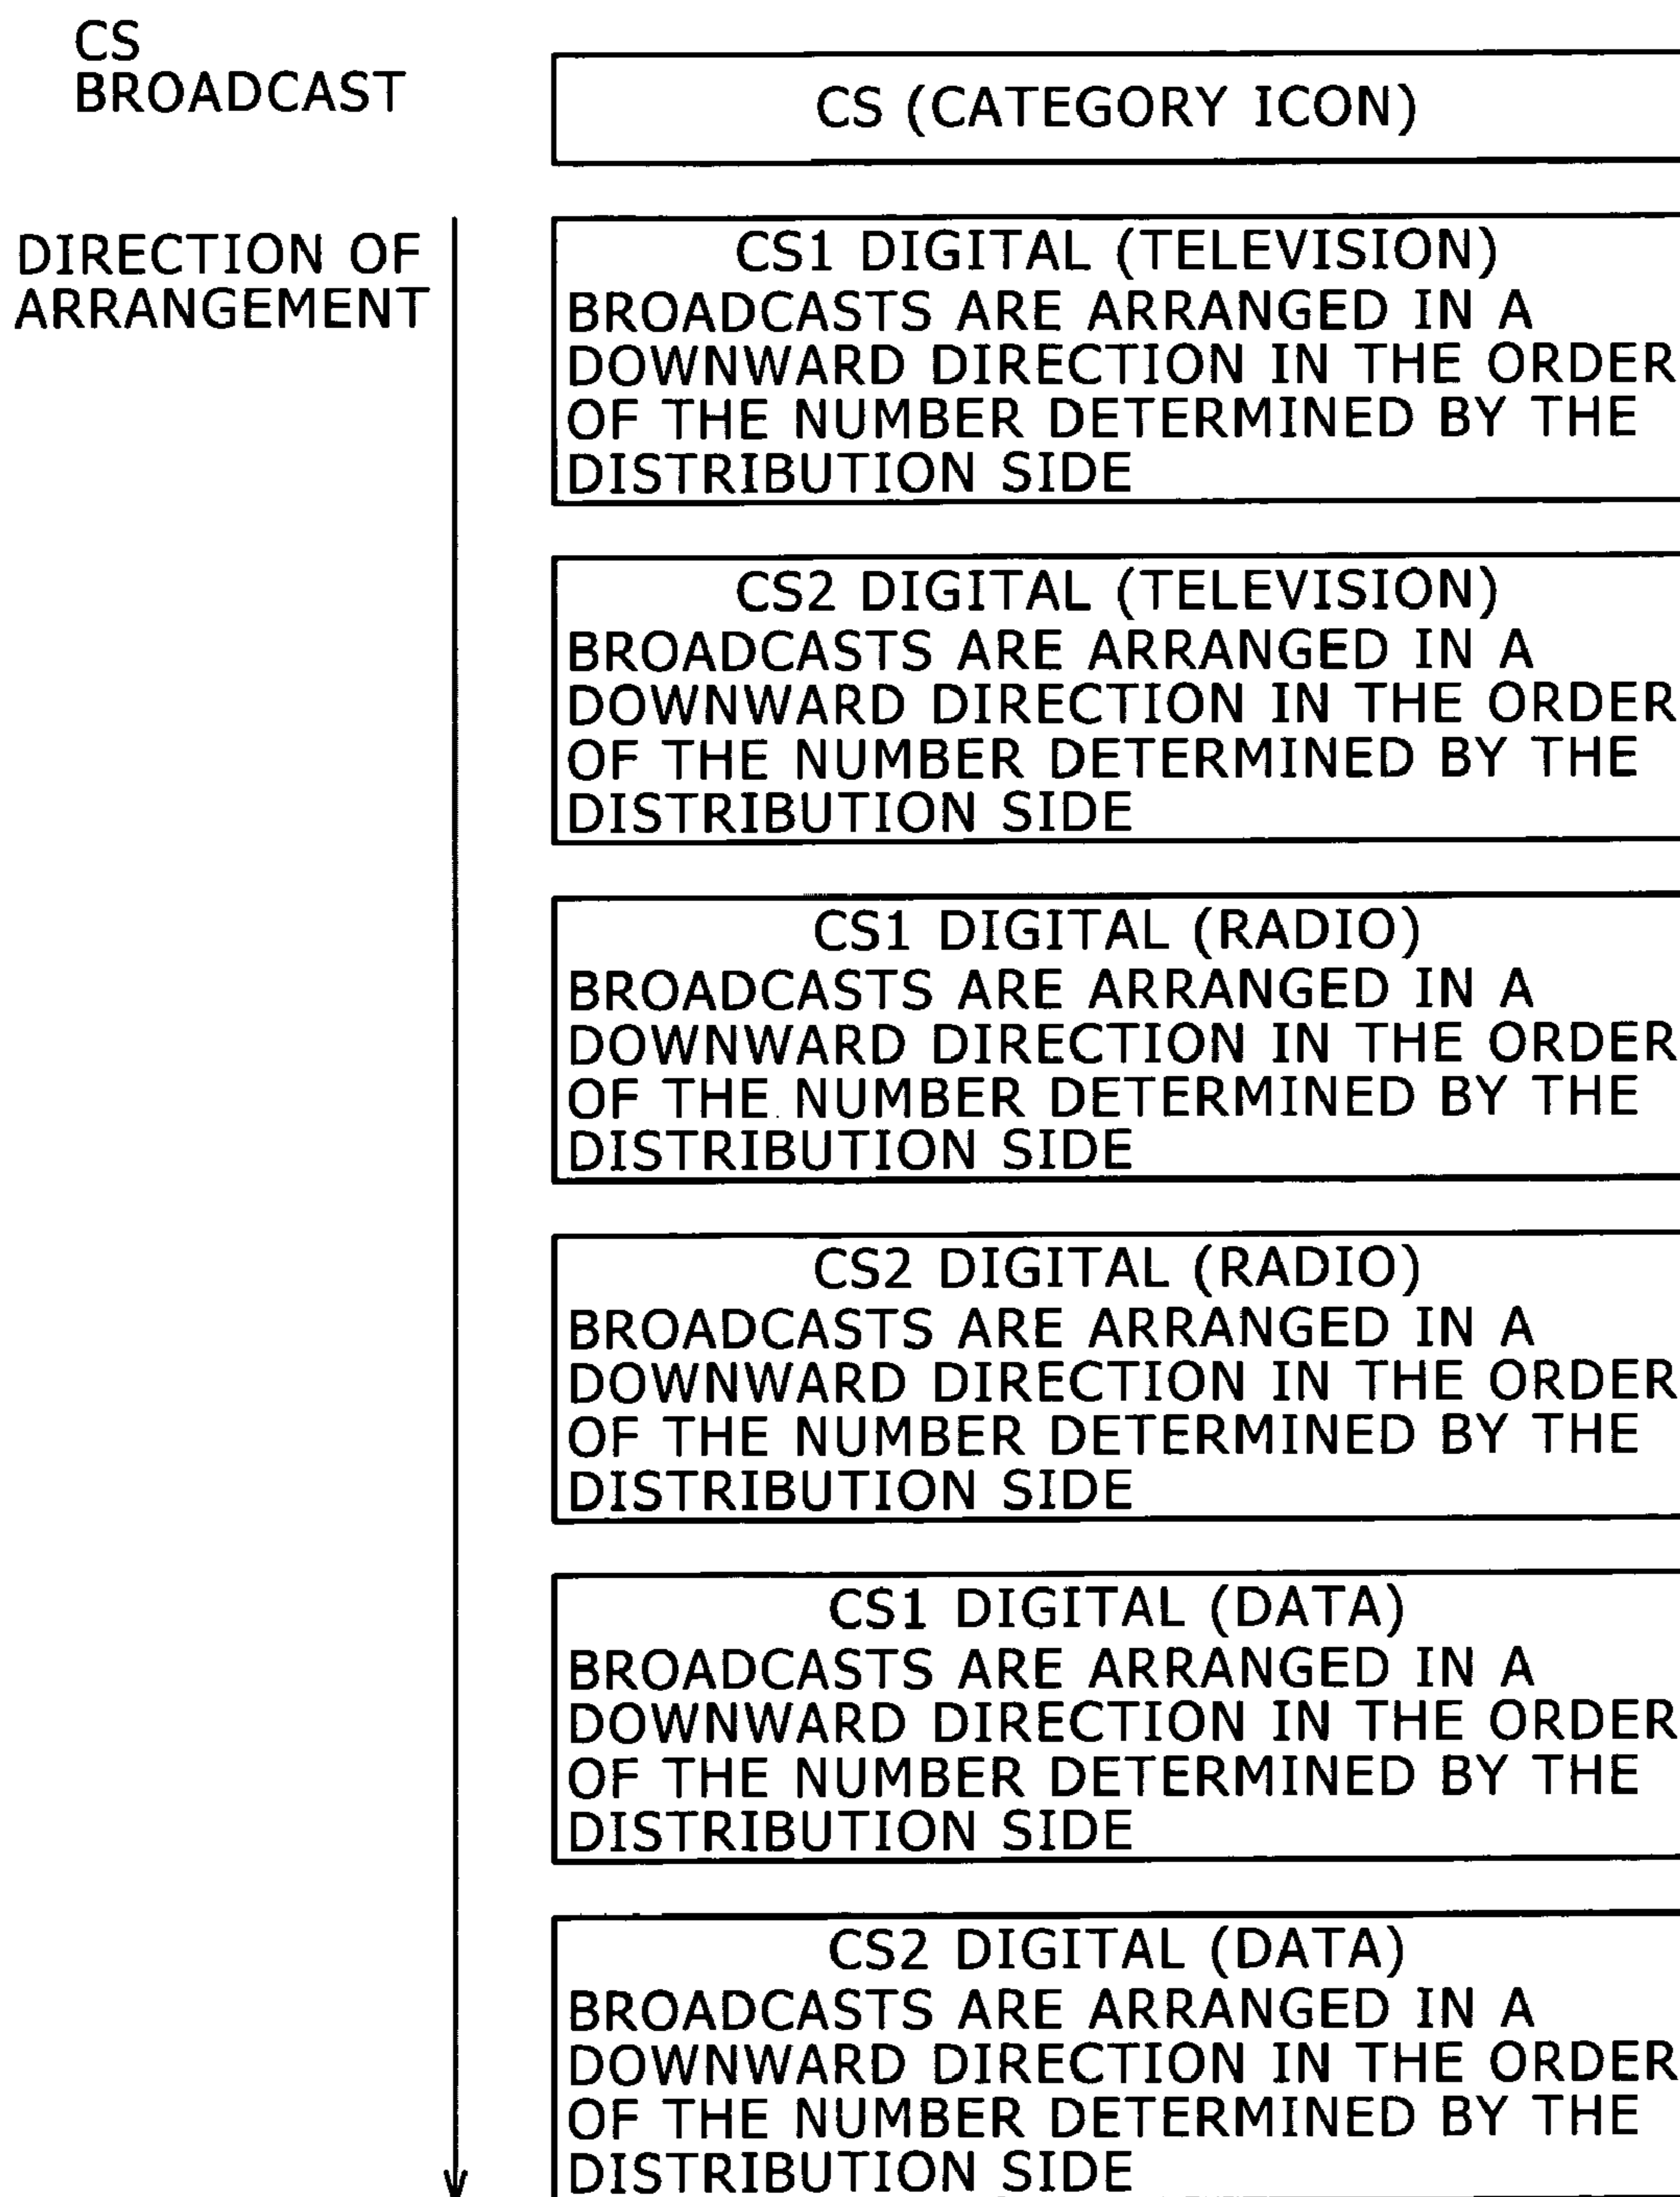 CS
BROADCAST
CS (CATEGORY ICON)
DIRECTION OF
ARRANGEMENT
CS1 DIGITAL (TELEVISION)
BROADCASTS ARE ARRANGED IN A
DOWNWARD DIRECTION IN THE ORDER
OF THE NUMBER DETERMINED BY THE
DISTRIBUTION SIDE
CS2 DIGITAL (TELEVISION)
BROADCASTS ARE ARRANGED IN A
DOWNWARD DIRECTION IN THE ORDER
OF THE NUMBER DETERMINED BY THE
DISTRIBUTION SIDE
CS1 DIGITAL (RADIO)
BROADCASTS ARE ARRANGED IN A
DOWNWARD DIRECTION IN THE ORDER
OF THE NUMBER DETERMINED BY THE
DISTRIBUTION SIDE
CS2 DIGITAL (RADIO)
BROADCASTS ARE ARRANGED IN A
DOWNWARD DIRECTION IN THE ORDER
OF THE NUMBER DETERMINED BY THE
DISTRIBUTION SIDE
CS1 DIGITAL (DATA)
BROADCASTS ARE ARRANGED IN A
DOWNWARD DIRECTION IN THE ORDER
OF THE NUMBER DETERMINED BY THE
DISTRIBUTION SIDE
CS2 DIGITAL (DATA)
BROADCASTS ARE ARRANGED IN A
DOWNWARD DIRECTION IN THE ORDER
OF THE NUMBER DETERMINED BY THE
DISTRIBUTION SIDE